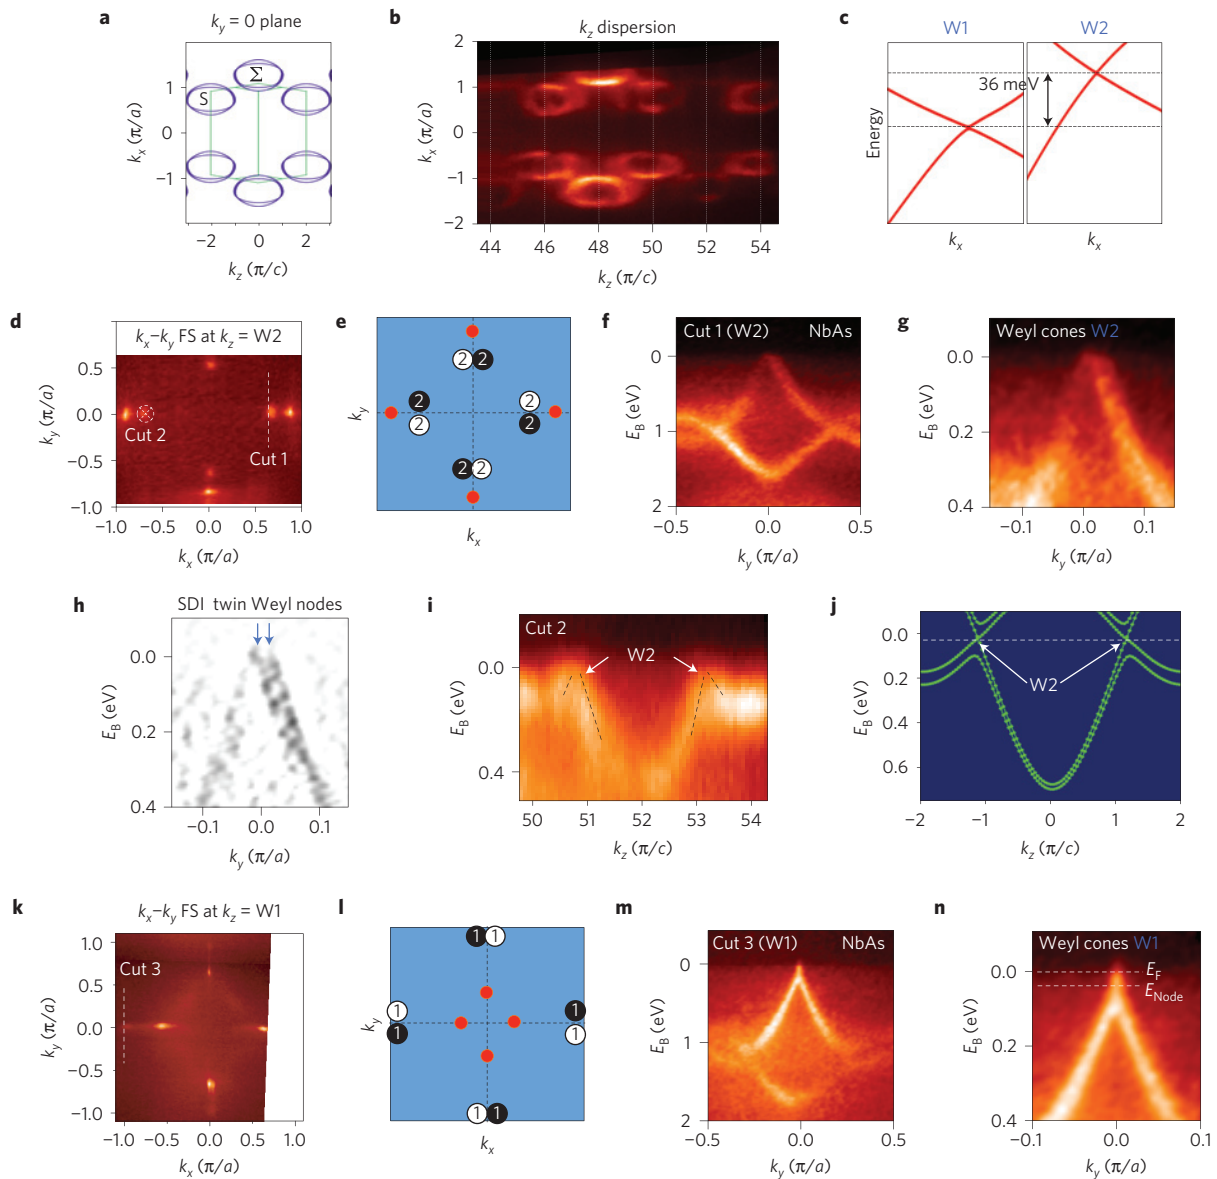 a
k_y = 0 plane
Σ
S
1
0
−1
k_x (π/a)
−2 0 2
k_z (π/c)
b
k_z dispersion
2
1
0
−1
−2
k_x (π/a)
44 46 48 50 52 54
k_z (π/c)
c
W1 W2
36 meV
Energy
k_x k_x
d
k_x–k_y FS at k_z = W2
0.5
0.0
−0.5
−1.0
k_y (π/a)
Cut 2
Cut 1
−1.0 −0.5 0.0 0.5 1.0
k_x (π/a)
e
2 2
2 2
2 2
2 2
k_y
k_x
f
Cut 1 (W2) NbAs
0
1
2
E_B (eV)
−0.5 0.0 0.5
k_y (π/a)
g
Weyl cones W2
0.0
0.2
0.4
E_B (eV)
−0.1 0.0 0.1
k_y (π/a)
h
SDI twin Weyl nodes
0.0
0.2
0.4
E_B (eV)
−0.1 0.0 0.1
k_y (π/a)
i
Cut 2
W2
0.0
0.4
E_B (eV)
50 51 52 53 54
k_z (π/c)
j
W2
0.0
0.2
0.4
0.6
E_B (eV)
−2 −1 0 1 2
k_z (π/c)
k
k_x–k_y FS at k_z = W1
Cut 3
1.0
0.5
0.0
−0.5
−1.0
k_y (π/a)
−1.0 0.0 1.0
k_x (π/a)
l
1 1
1 1
1 1
1 1
k_y
k_x
m
Cut 3 (W1) NbAs
0
1
2
E_B (eV)
−0.5 0.0 0.5
k_y (π/a)
n
Weyl cones W1
E_F
E_Node
0.0
0.2
0.4
E_B (eV)
−0.1 0.0 0.1
k_y (π/a)